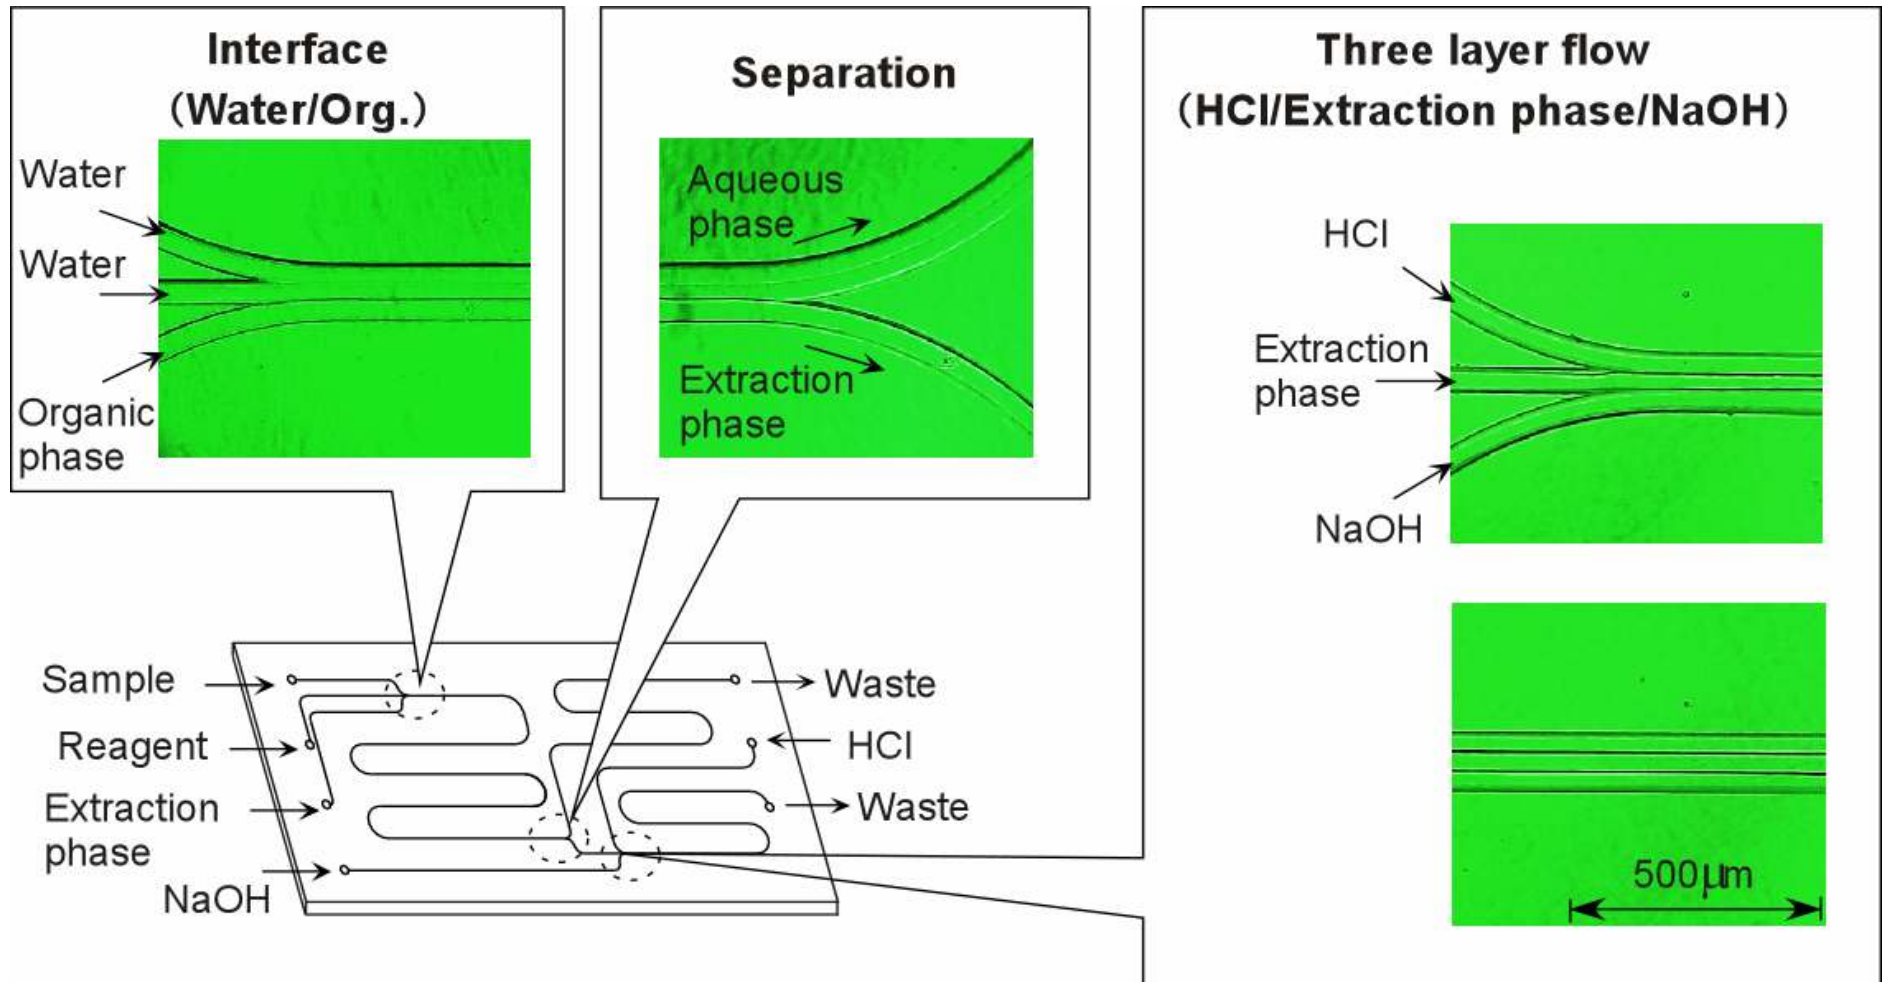 Interface
(Water/Org.)
Water
Water
Organic
phase
Separation
Aqueous
phase
Extraction
phase
Three layer flow
(HCl/Extraction phase/NaOH)
HCl
Extraction
phase
NaOH
500μm
Sample
Reagent
Extraction
phase
NaOH
Waste
HCl
Waste